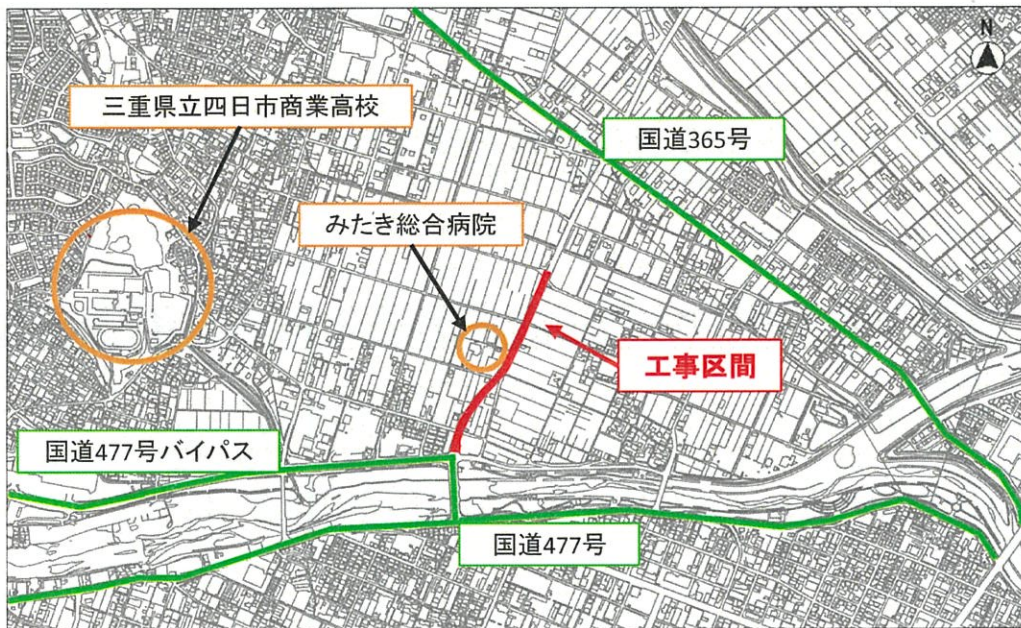 N
三重県立四日市商業高校
国道365号
みたき総合病院
工事区間
国道477号バイパス
国道477号